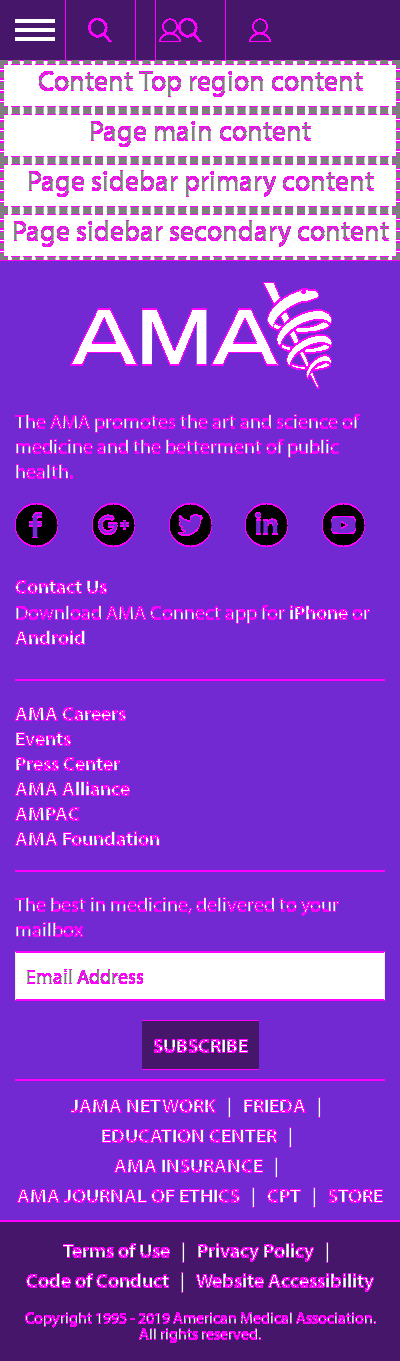 Content Top region content
Page main content
Page sidebar primary content
Page sidebar secondary content
AMA
The AMA promotes the art and science of
medicine and the betterment of public
health.
Contact Us
Download AMA Connect app for iPhone or
Android
AMA Careers
Events
Press Center
AMA Alliance
AMPAC
AMA Foundation
The best in medicine, delivered to your
mailbox
Email Address
SUBSCRIBE
JAMA NETWORK | FRIEDA |
EDUCATION CENTER |
AMA INSURANCE |
AMA JOURNAL OF ETHICS | CPT | STORE
Terms of Use | Privacy Policy |
Code of Conduct | Website Accessibility
Copyright 1995 - 2019 American Medical Association.
All rights reserved.